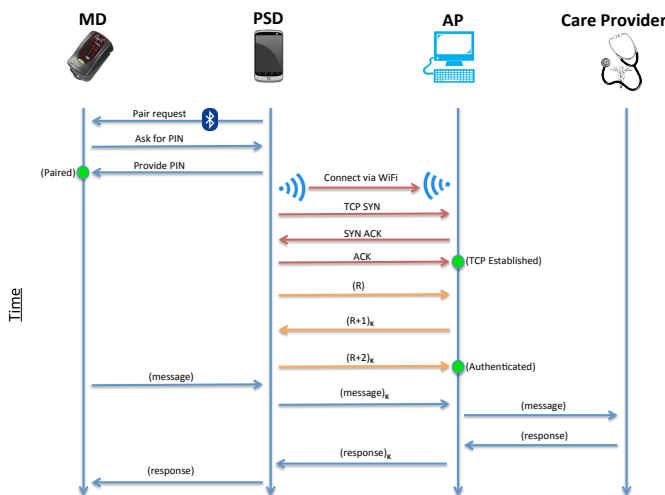 MD
PSD
AP
Care Provider
Pair request
Ask for PIN
(Paired)
Provide PIN
Connect via WiFi
TCP SYN
SYN ACK
ACK
(TCP Established)
Time
(R)
(R+1)K
(R+2)K
(Authenticated)
(message)
(message)K
(message)
(response)
(response)K
(response)